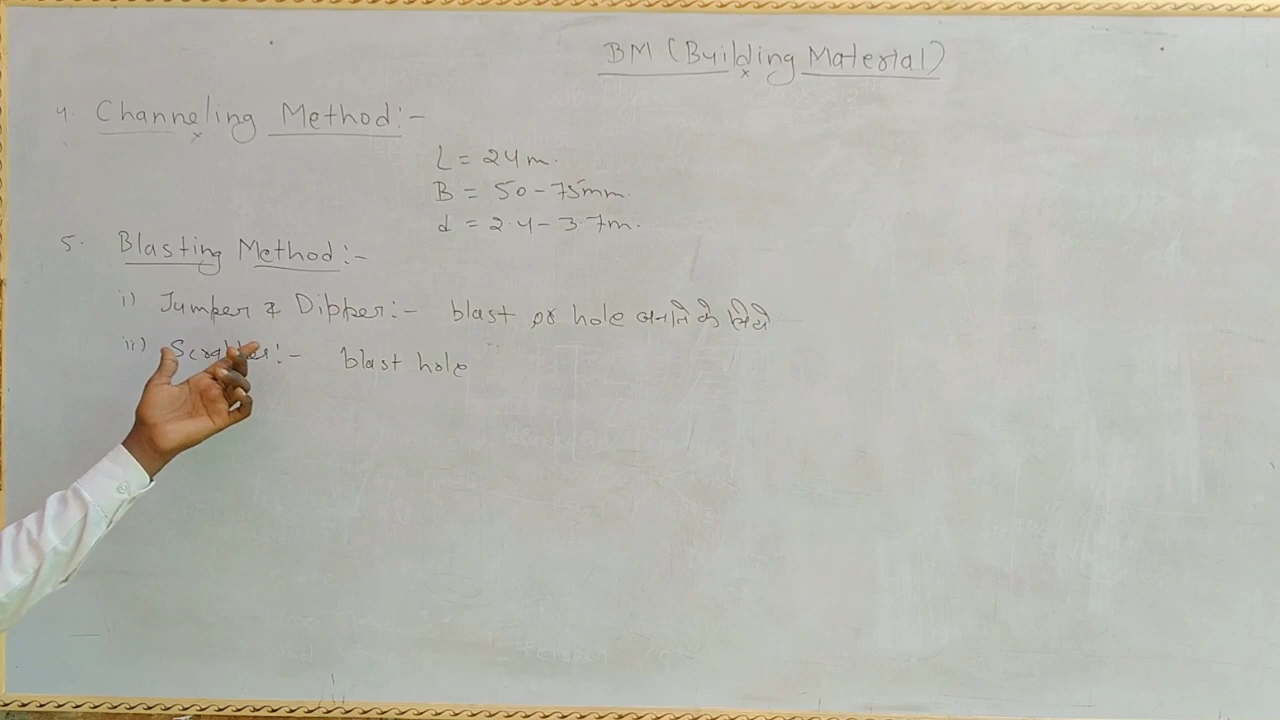 BM (Building Material)
4. Channeling Method:-
L = 24m.
B = 50-75mm.
d = 2.4-3.7m.
5. Blasting Method:-
i) Jumper & Dipper:- blast or hole बनाने के लिये
ii) :- blast hole